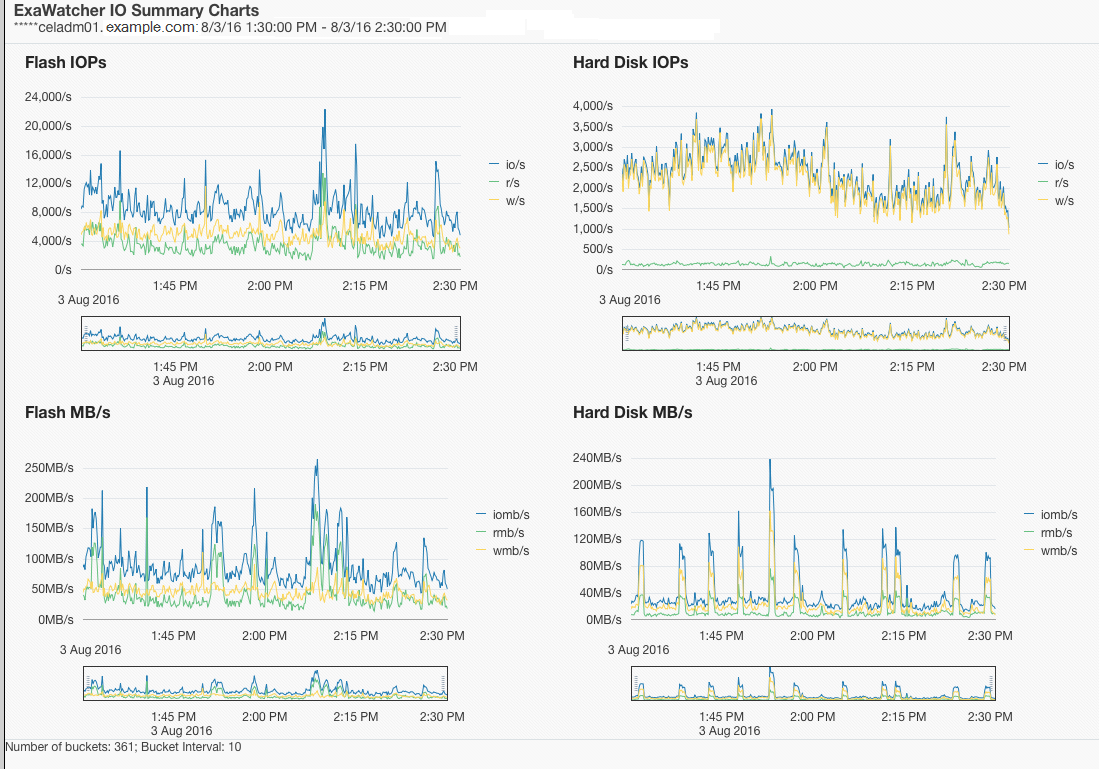 ExaWatcher IO Summary Charts
*****celadm01. example.com: 8/3/16 1:30:00 PM - 8/3/16 2:30:00 PM
Flash IOPs
24,000/s
20,000/s
16,000/s
12,000/s
8,000/s
4,000/s
0/s
io/s
r/s
w/s
1:45 PM 2:00 PM 2:15 PM 2:30 PM
3 Aug 2016
1:45 PM 2:00 PM 2:15 PM 2:30 PM
3 Aug 2016
Hard Disk IOPs
4,000/s
3,500/s
3,000/s
2,500/s
2,000/s
1,500/s
1,000/s
500/s
0/s
io/s
r/s
w/s
1:45 PM 2:00 PM 2:15 PM 2:30 PM
3 Aug 2016
1:45 PM 2:00 PM 2:15 PM 2:30 PM
3 Aug 2016
Flash MB/s
250MB/s
200MB/s
150MB/s
100MB/s
50MB/s
0MB/s
iomb/s
rmb/s
wmb/s
1:45 PM 2:00 PM 2:15 PM 2:30 PM
3 Aug 2016
1:45 PM 2:00 PM 2:15 PM 2:30 PM
3 Aug 2016
Hard Disk MB/s
240MB/s
200MB/s
160MB/s
120MB/s
80MB/s
40MB/s
0MB/s
iomb/s
rmb/s
wmb/s
1:45 PM 2:00 PM 2:15 PM 2:30 PM
3 Aug 2016
1:45 PM 2:00 PM 2:15 PM 2:30 PM
3 Aug 2016
Number of buckets: 361; Bucket Interval: 10